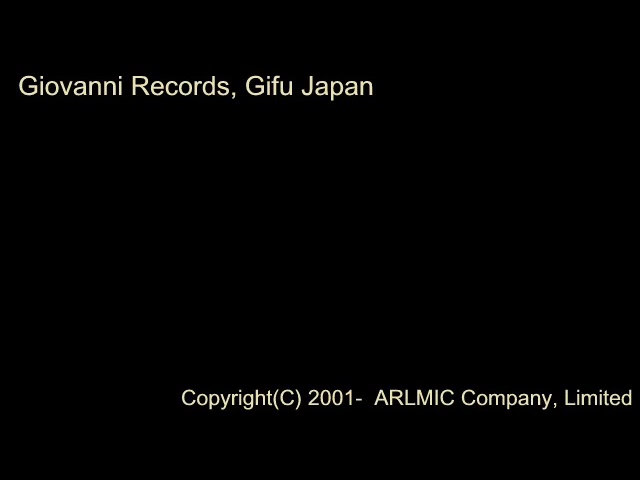 Giovanni Records, Gifu Japan
Copyright(C) 2001-  ARLMIC Company, Limited